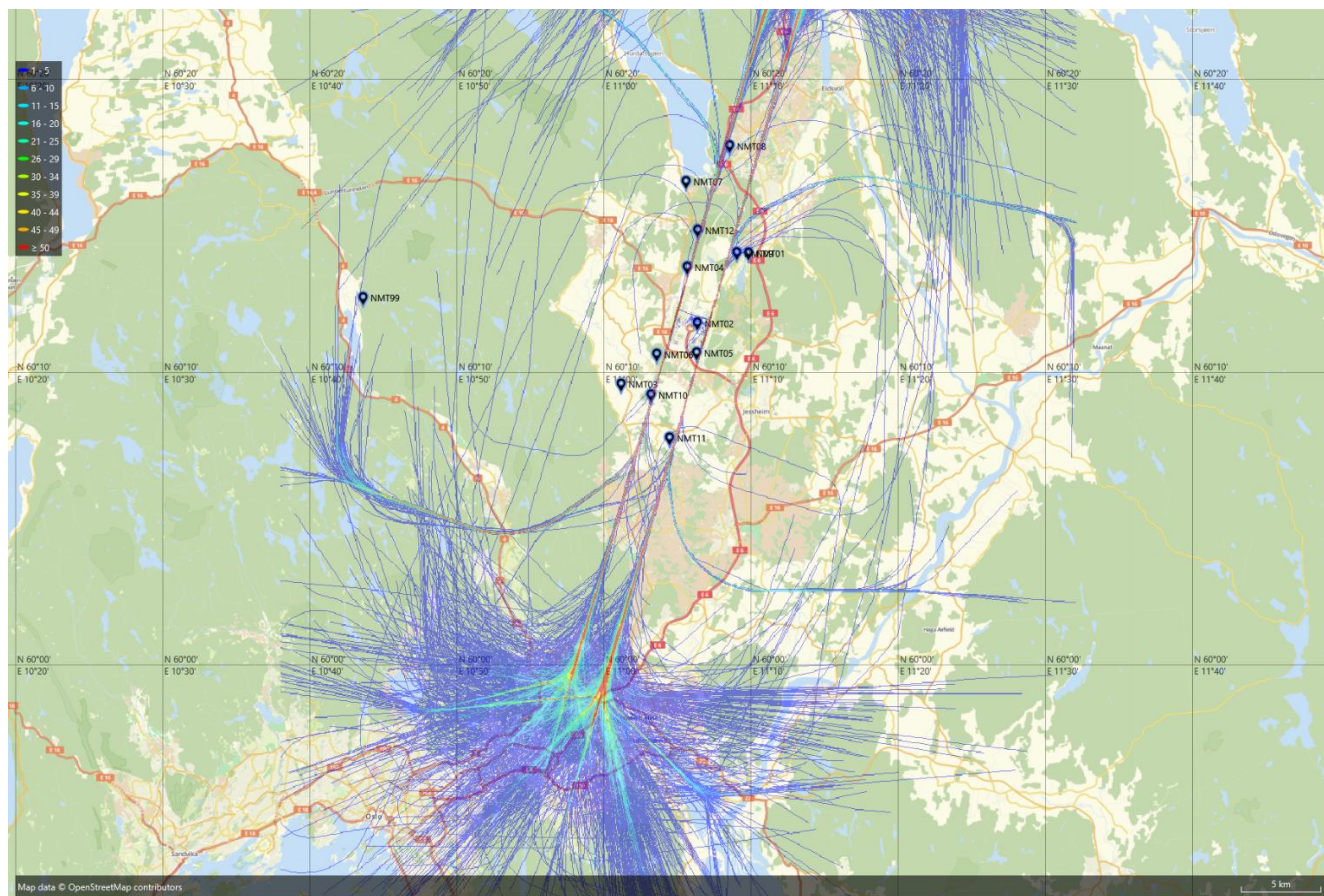 1 - 5
6 - 10
11 - 15
16 - 20
21 - 25
26 - 29
30 - 34
35 - 39
40 - 44
45 - 49
≥ 50
N 60°20'
E 10°30'
N 60°20'
E 10°40'
N 60°20'
E 10°50'
N 60°20'
E 11°00'
N 60°20'
E 11°10'
N 60°20'
E 11°20'
N 60°20'
E 11°30'
N 60°20'
E 11°40'
Eidsvoll
NMT08
NMT07
NMT12
NMT01
NMT04
NMT99
NMT02
NMT06
NMT05
N 60°10'
E 10°20'
N 60°10'
E 10°30'
N 60°10'
E 10°40'
N 60°10'
E 10°50'
N 60°10'
E 11°00'
N 60°10'
E 11°10'
N 60°10'
E 11°20'
N 60°10'
E 11°30'
N 60°10'
E 11°40'
NMT03
NMT10
Jessheim
NMT11
N 60°00'
E 10°20'
N 60°00'
E 10°30'
N 60°00'
E 10°40'
N 60°00'
E 10°50'
N 60°00'
E 11°00'
N 60°00'
E 11°10'
N 60°00'
E 11°20'
N 60°00'
E 11°30'
N 60°00'
E 11°40'
Oslo
Sandvika
Map data © OpenStreetMap contributors
5 km